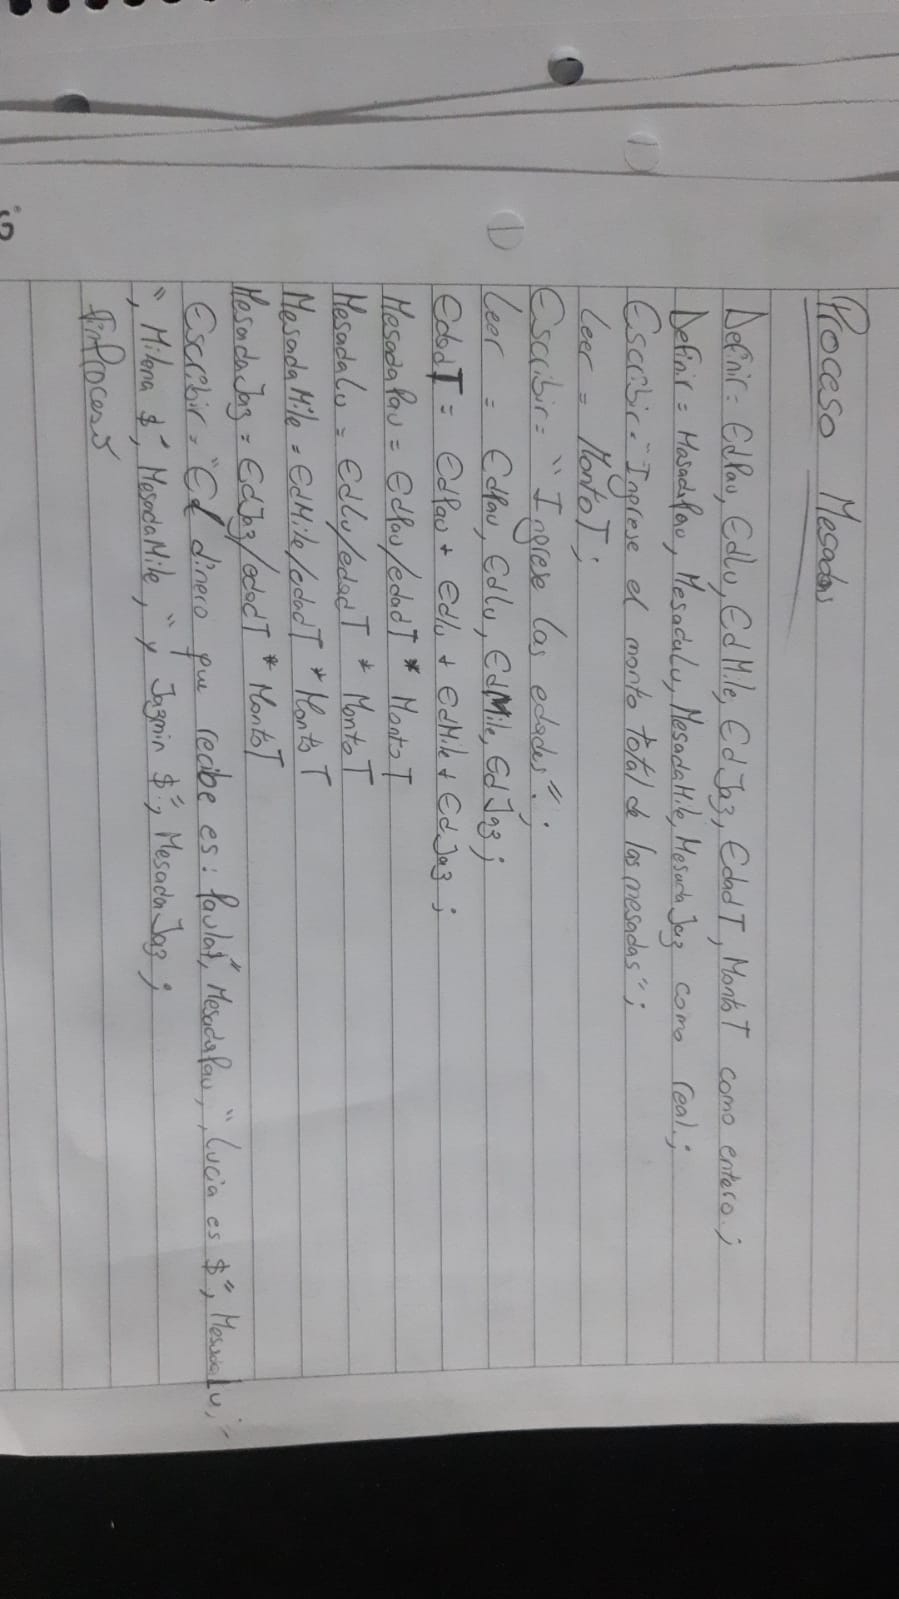 Proceso Mesadas
Definir = EdPau, EdLu, EdMile, EdJaz, EdadT, MontoT como entero.;
Definir = MesadaPau, MesadaLu, MesadaMile, MesadaJaz como real.;
Escribir = "Ingrese el monto total de las mesadas";
Leer = MontoT;
Escribir = "Ingrese las edades";
Leer = EdPau, EdLu, EdMile, EdJaz;
EdadT = EdPau + EdLu + EdMile + EdJaz;
MesadaPau = EdPau/edadT * MontoT
MesadaLu = EdLu/edadT * MontoT
MesadaMile = EdMile/edadT * MontoT
MesadaJaz = EdJaz/edadT * MontoT
Escribir = "El dinero que recibe es: Paula $", MesadaPau, ", Lucia es $", MesadaLu,
", Milena $", MesadaMile, " y Jazmin $", MesadaJaz;
FinProceso